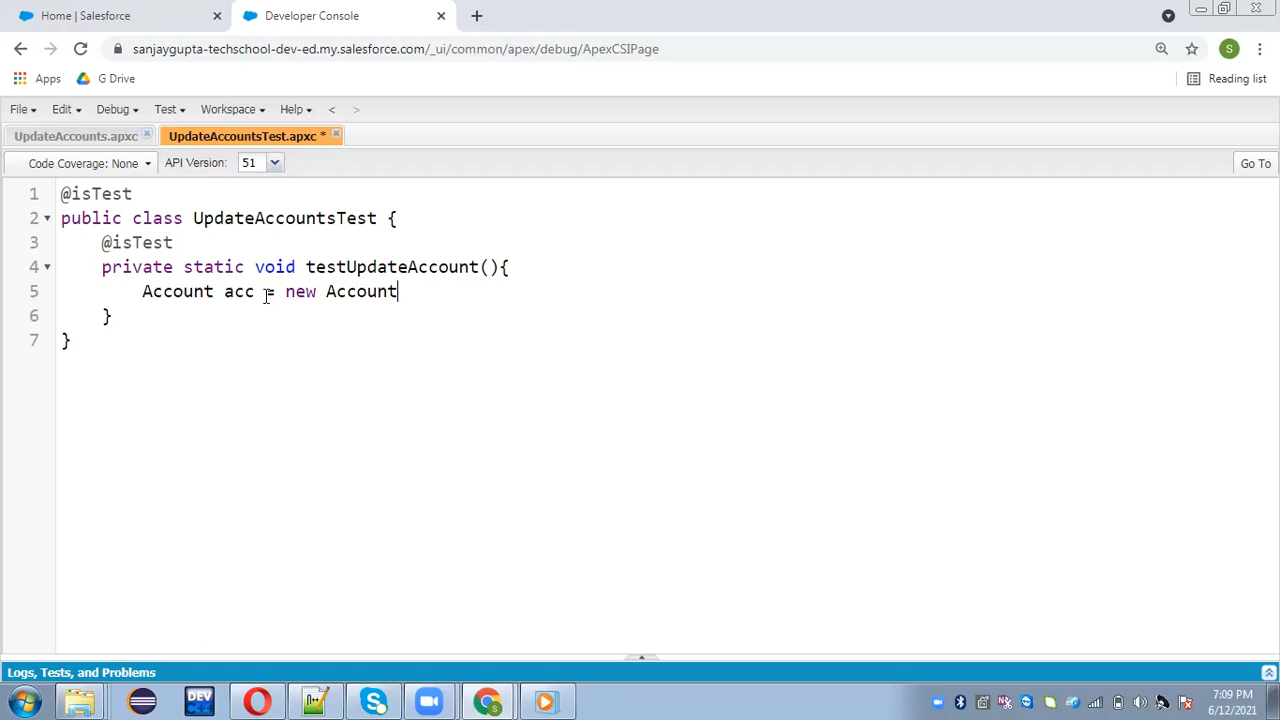 Home | Salesforce
Developer Console
sanjaygupta-techschool-dev-ed.my.salesforce.com/_ui/common/apex/debug/ApexCSIPage
S
Apps
G Drive
Reading list
File
Edit
Debug
Test
Workspace
Help
<
>
UpdateAccounts.apxc
UpdateAccountsTest.apxc *
Code Coverage: None
API Version:
51
Go To
1 @isTest
2 public class UpdateAccountsTest {
3 @isTest
4 private static void testUpdateAccount(){
5 Account acc = new Account
6 }
7 }
Logs, Tests, and Problems
DEV
7:09 PM
6/12/2021